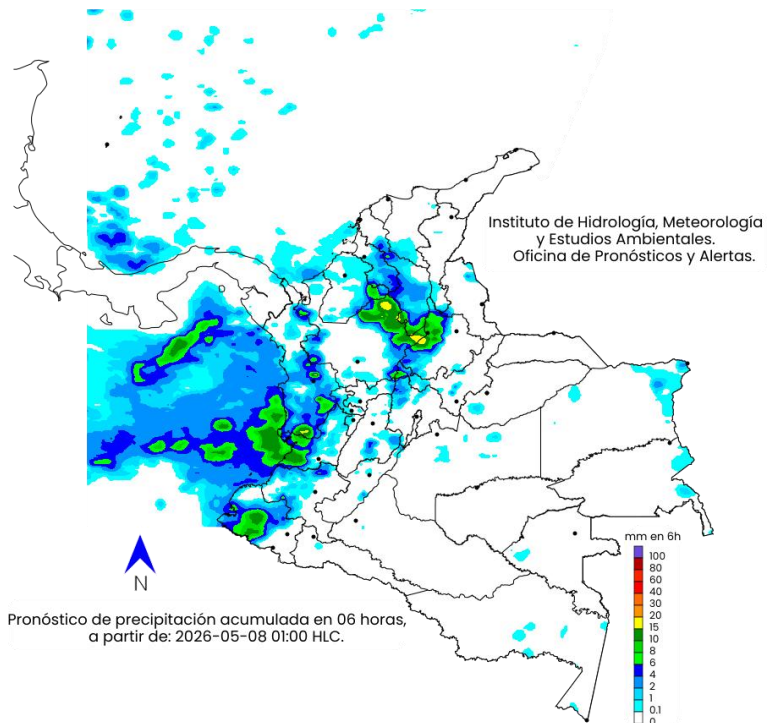 Instituto de Hidrología, Meteorología
y Estudios Ambientales.
Oficina de Pronósticos y Alertas.
N
Pronóstico de precipitación acumulada en 06 horas,
a partir de: 2026-05-08 01:00 HLC.
mm en 6h
100
80
60
40
30
20
15
10
8
6
4
2
1
0.1
0